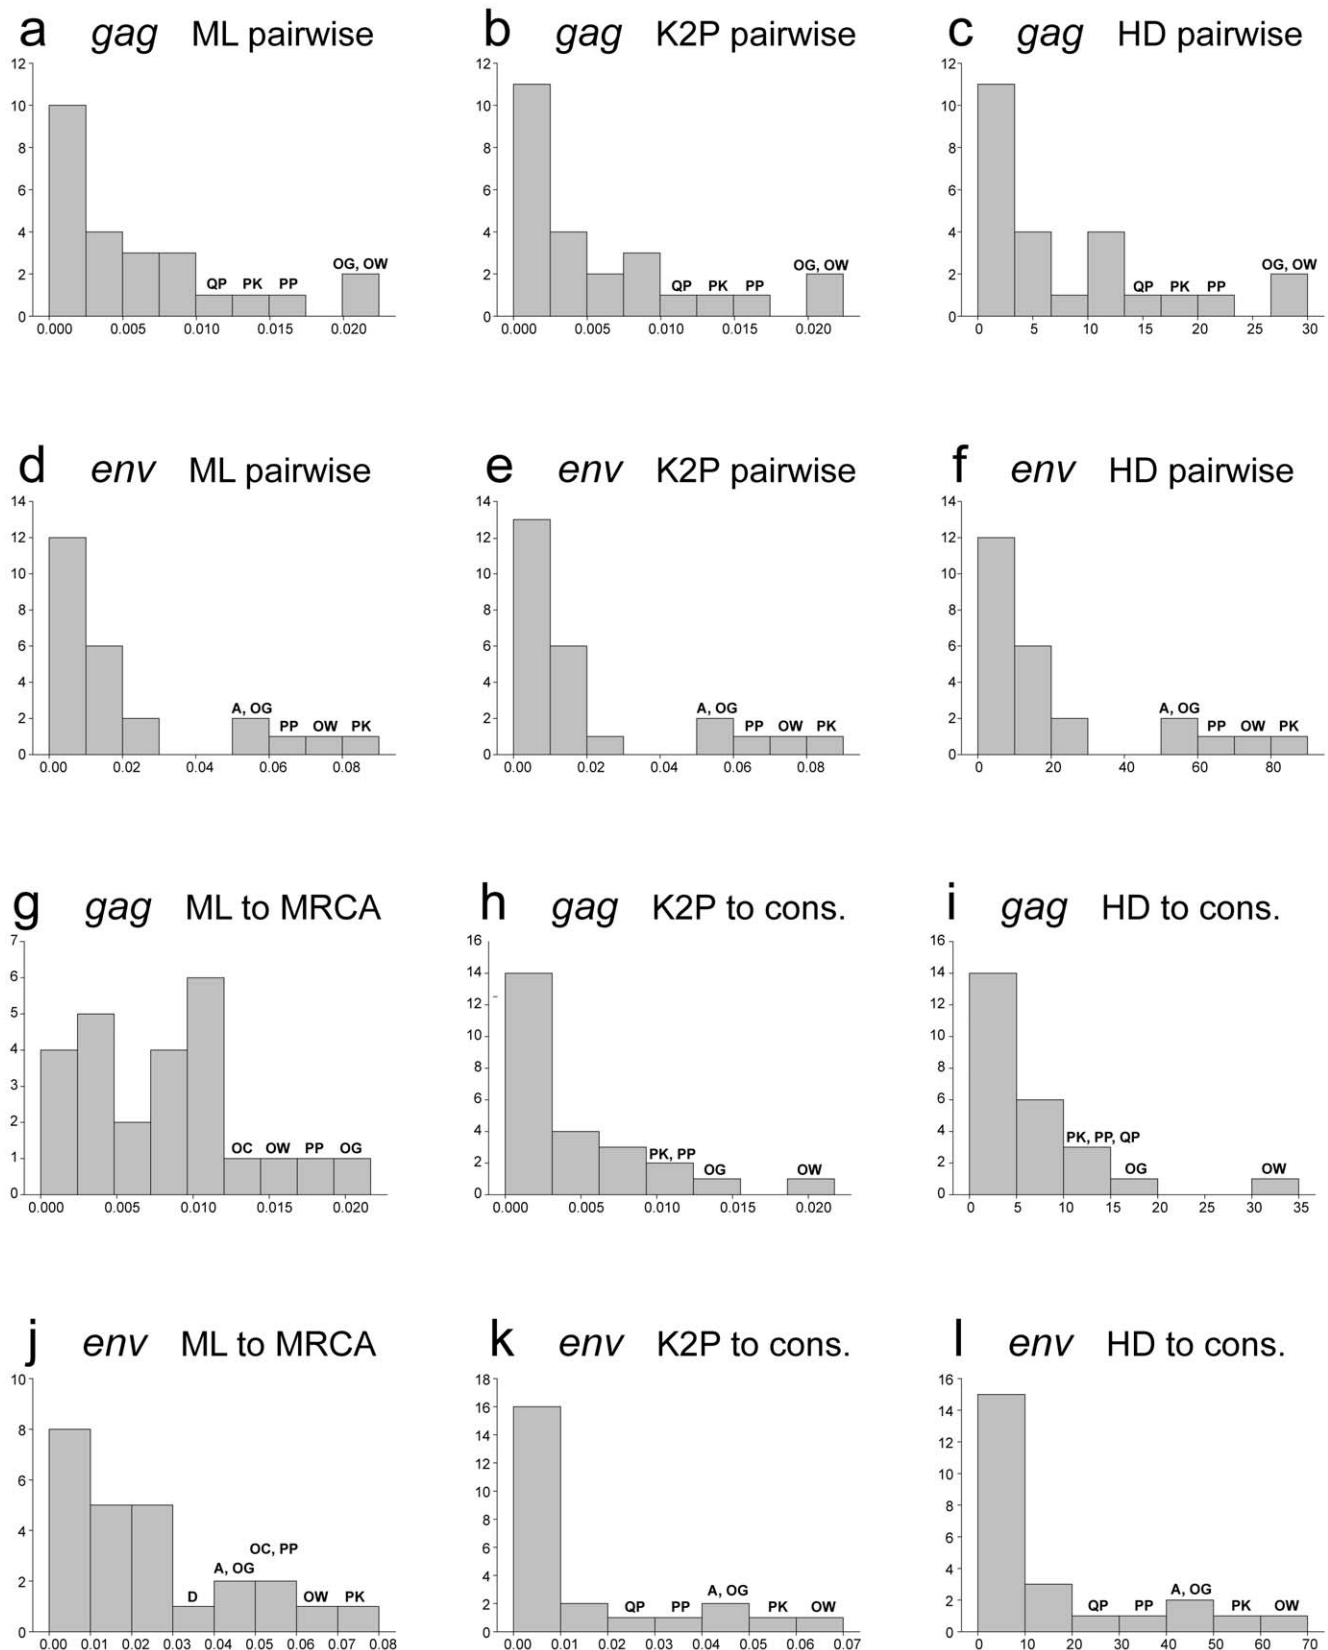 a gag ML pairwise
12
10
8
6
4
2
0
QP PK PP OG, OW
0.000 0.005 0.010 0.015 0.020
b gag K2P pairwise
12
10
8
6
4
2
0
QP PK PP OG, OW
0.000 0.005 0.010 0.015 0.020
c gag HD pairwise
12
10
8
6
4
2
0
QP PK PP OG, OW
0 5 10 15 20 25 30
d env ML pairwise
14
12
10
8
6
4
2
0
A, OG PP OW PK
0.00 0.02 0.04 0.06 0.08
e env K2P pairwise
14
12
10
8
6
4
2
0
A, OG PP OW PK
0.00 0.02 0.04 0.06 0.08
f env HD pairwise
14
12
10
8
6
4
2
0
A, OG PP OW PK
0 20 40 60 80
g gag ML to MRCA
7
6
5
4
3
2
1
0
OC OW PP OG
0.000 0.005 0.010 0.015 0.020
h gag K2P to cons.
16
14
12
10
8
6
4
2
0
PK, PP OG OW
0.000 0.005 0.010 0.015 0.020
i gag HD to cons.
16
14
12
10
8
6
4
2
0
PK, PP, QP
OG OW
0 5 10 15 20 25 30 35
j env ML to MRCA
10
8
6
4
2
0
OC, PP
A, OG
D OW PK
0.00 0.01 0.02 0.03 0.04 0.05 0.06 0.07 0.08
k env K2P to cons.
18
16
14
12
10
8
6
4
2
0
A, OG
QP PP PK OW
0.00 0.01 0.02 0.03 0.04 0.05 0.06 0.07
l env HD to cons.
16
14
12
10
8
6
4
2
0
A, OG
QP PP PK OW
0 10 20 30 40 50 60 70